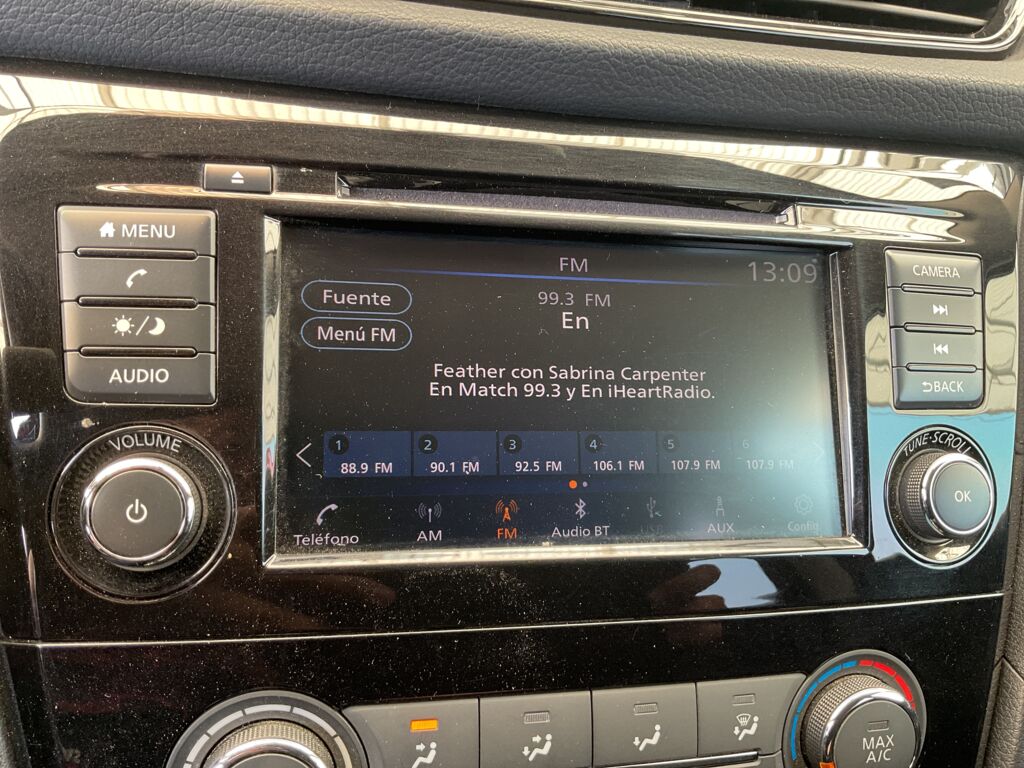 MENU
AUDIO
VOLUME
FM
13:09
Fuente
99.3 FM
En
Menú FM
Feather con Sabrina Carpenter
En Match 99.3 y En iHeartRadio.
1
2
3
4
5
6
88.9 FM
90.1 FM
92.5 FM
106.1 FM
107.9 FM
107.9 FM
Teléfono
AM
FM
Audio BT
USB
AUX
Config
CAMERA
BACK
TUNE·SCROLL
OK
MAX
A/C